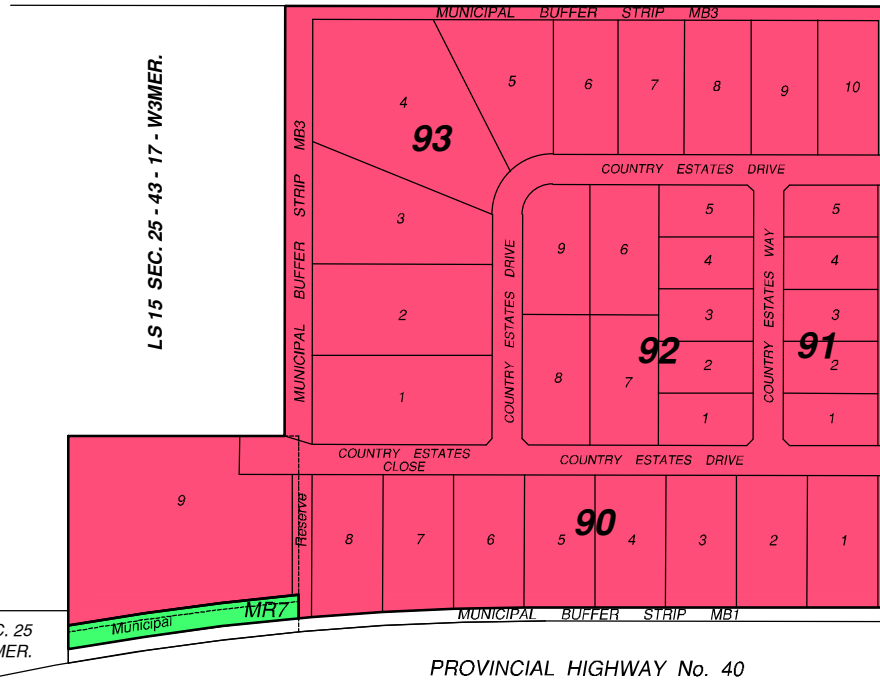 MUNICIPAL BUFFER STRIP MB3
LS 15 SEC. 25 - 43 - 17 - W3MER.
MUNICIPAL BUFFER STRIP MB3
4
93
5
6
7
8
9
10
COUNTRY ESTATES DRIVE
3
2
1
COUNTRY ESTATES DRIVE
9
6
8
7
92
5
4
3
2
1
COUNTRY ESTATES WAY
5
4
3
91
2
1
COUNTRY ESTATES
CLOSE
COUNTRY ESTATES DRIVE
9
Reserve
8
7
6
5
90
4
3
2
1
MR7
Municipal
MUNICIPAL BUFFER STRIP MB1
C. 25
MER.
PROVINCIAL HIGHWAY No. 40